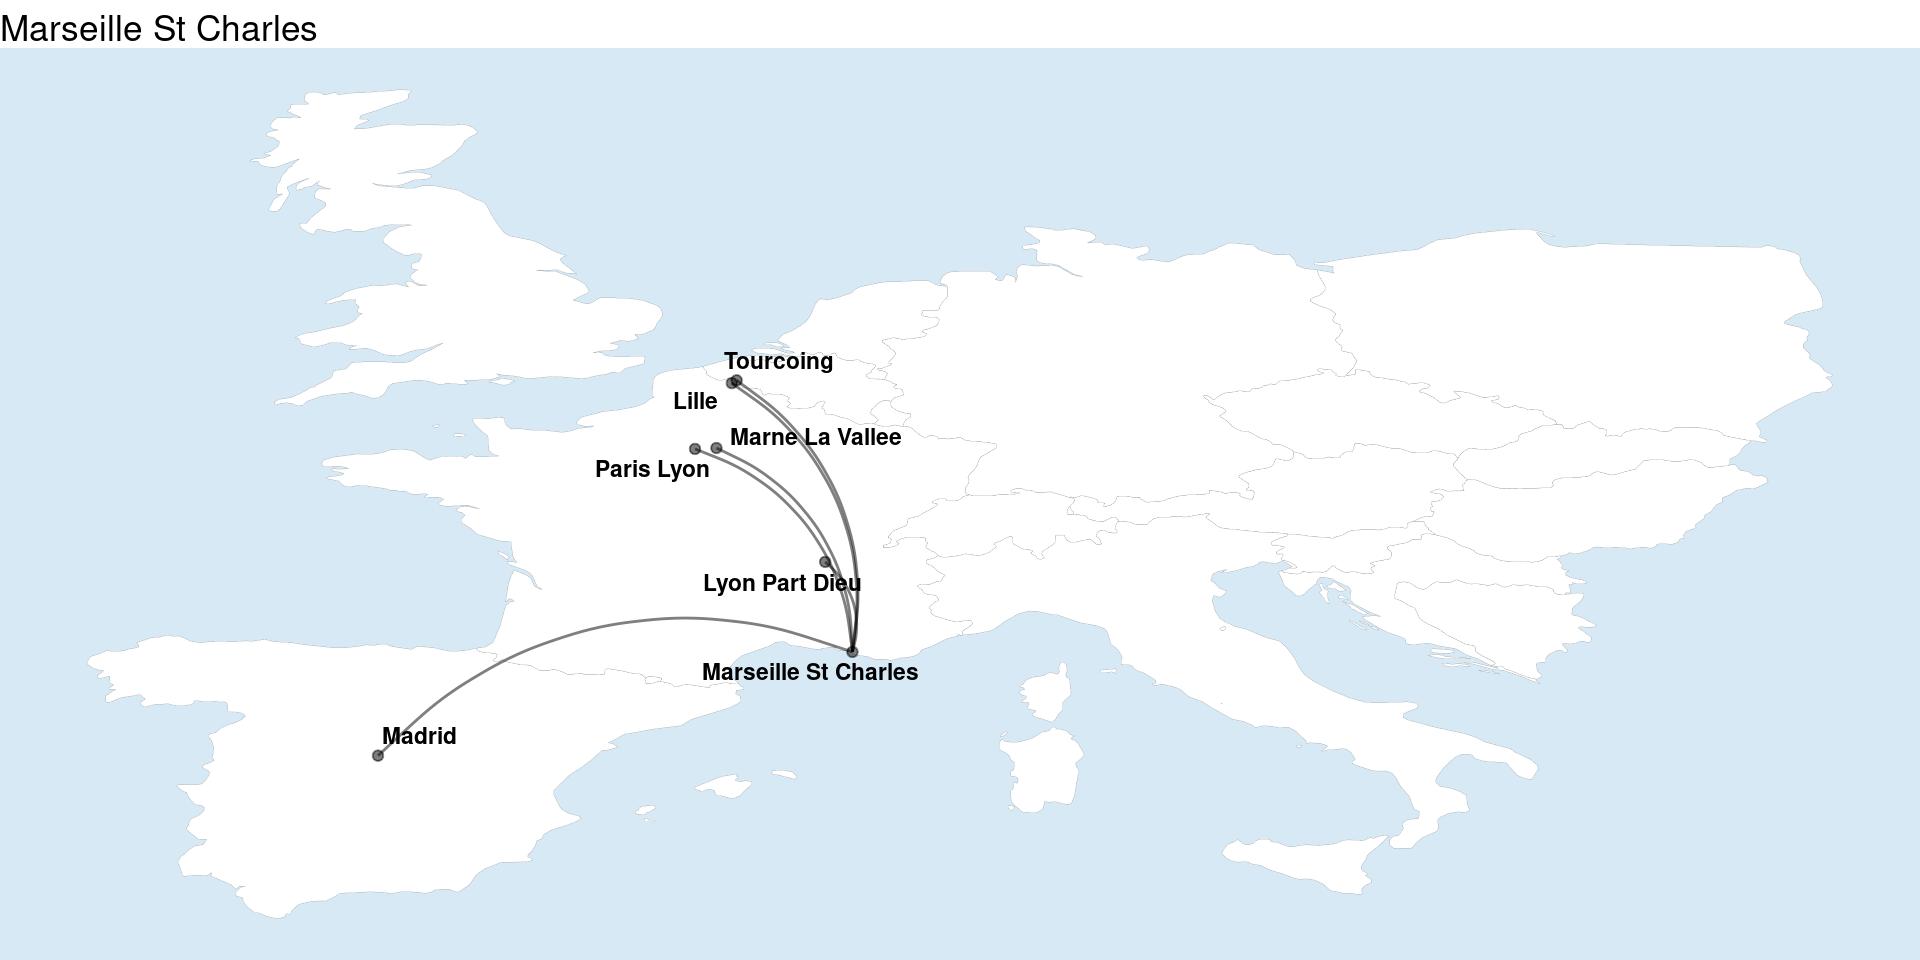 Marseille St Charles
Tourcoing
Lille
Marne La Vallee
Paris Lyon
Lyon Part Dieu
Marseille St Charles
Madrid